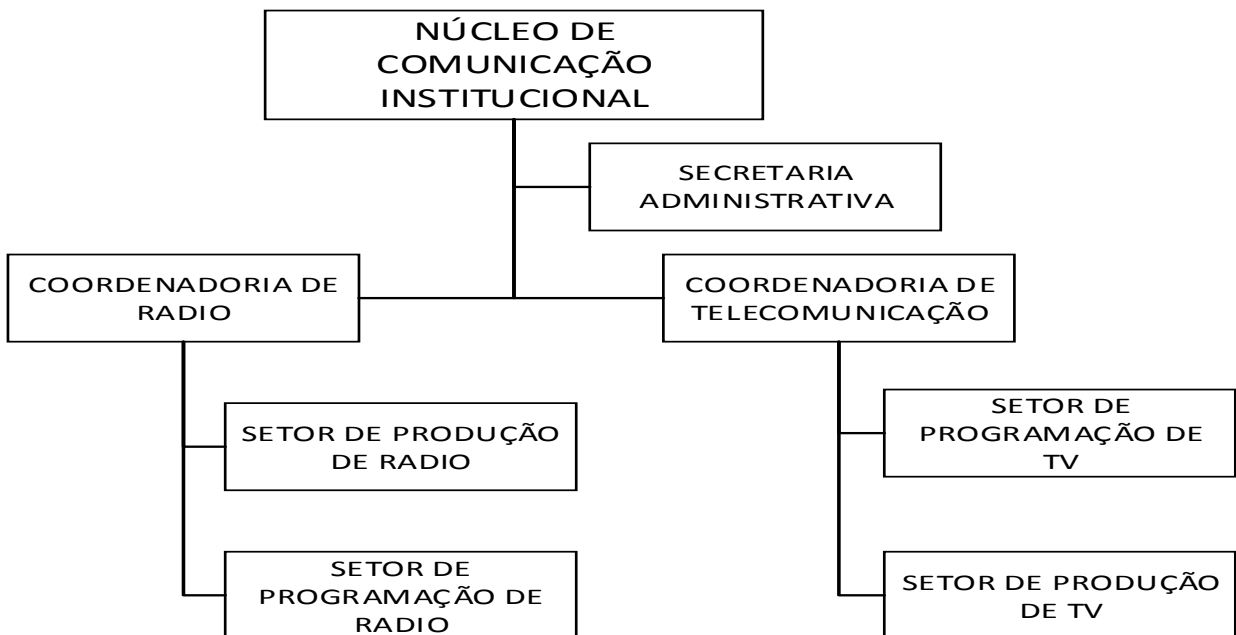 NÚCLEO DE
COMUNICAÇÃO
INSTITUCIONAL
SECRETARIA
ADMINISTRATIVA
COORDENADORIA DE
RADIO
COORDENADORIA DE
TELECOMUNICAÇÃO
SETOR DE PRODUÇÃO
DE RADIO
SETOR DE
PROGRAMAÇÃO DE
TV
SETOR DE
PROGRAMAÇÃO DE
RADIO
SETOR DE PRODUÇÃO
DE TV